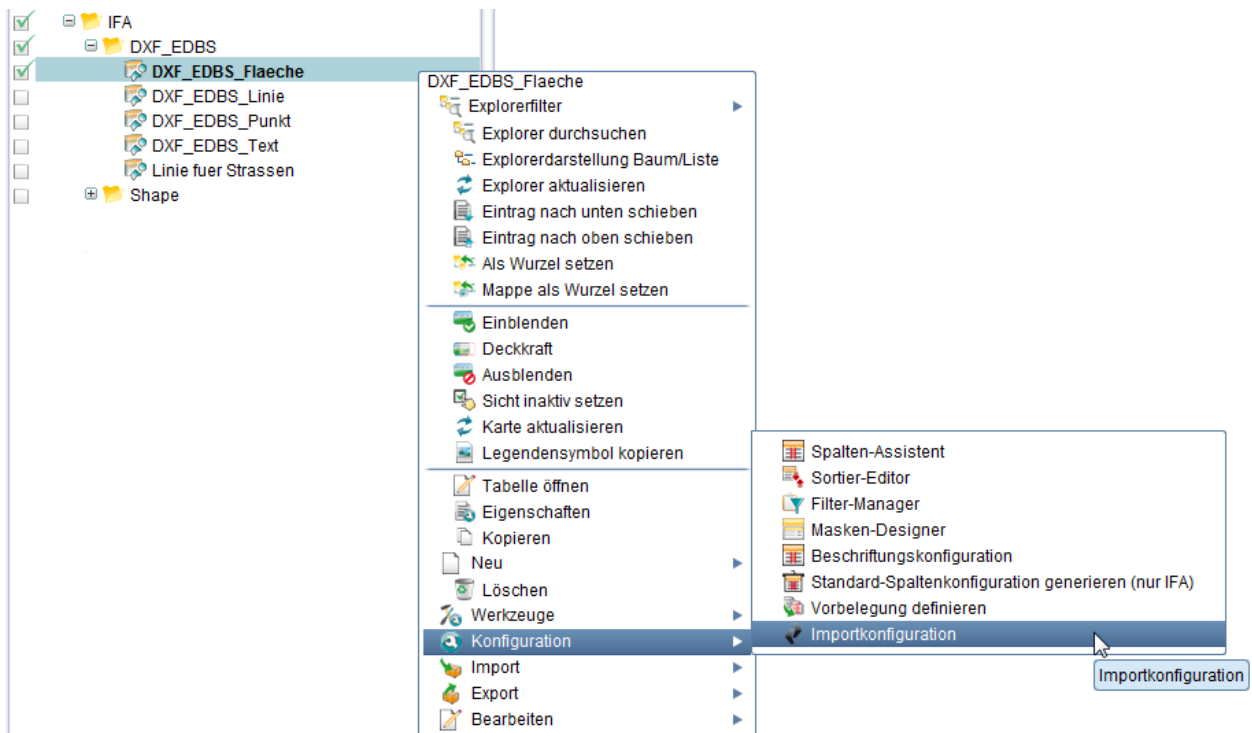 IFA
DXF_EDBS
DXF_EDBS_Flaeche
DXF_EDBS_Linie
DXF_EDBS_Punkt
DXF_EDBS_Text
Linie fuer Strassen
Shape
DXF_EDBS_Flaeche
Explorerfilter
Explorer durchsuchen
Explorerdarstellung Baum/Liste
Explorer aktualisieren
Eintrag nach unten schieben
Eintrag nach oben schieben
Als Wurzel setzen
Mappe als Wurzel setzen
Einblenden
Deckkraft
Ausblenden
Sicht inaktiv setzen
Karte aktualisieren
Legendensymbol kopieren
Tabelle öffnen
Eigenschaften
Kopieren
Neu
Löschen
Werkzeuge
Konfiguration
Import
Export
Bearbeiten
Spalten-Assistent
Sortier-Editor
Filter-Manager
Masken-Designer
Beschriftungskonfiguration
Standard-Spaltenkonfiguration generieren (nur IFA)
Vorbelegung definieren
Importkonfiguration
Importkonfiguration